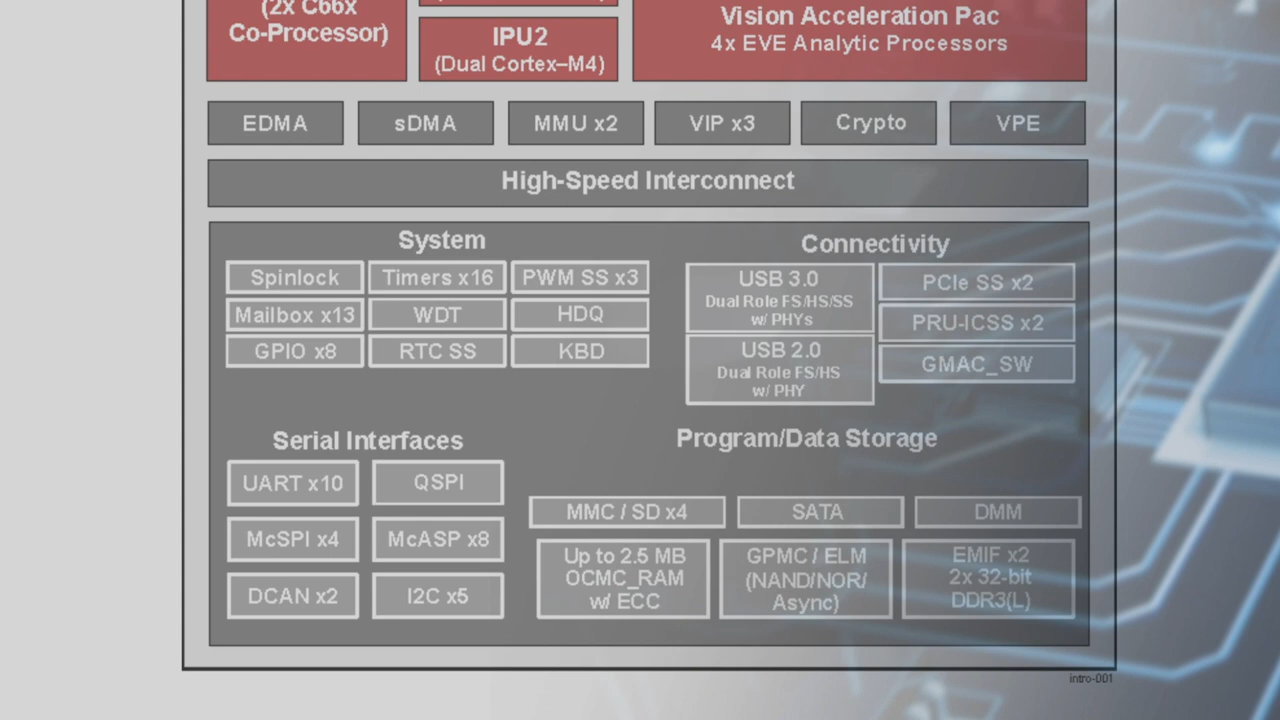 (2x C66x
Co-Processor)
IPU2
(Dual Cortex–M4)
Vision Acceleration Pac
4x EVE Analytic Processors
EDMA
sDMA
MMU x2
VIP x3
Crypto
VPE
High-Speed Interconnect
System
Spinlock
Timers x16
PWM SS x3
Mailbox x13
WDT
HDQ
GPIO x8
RTC SS
KBD
Connectivity
USB 3.0
Dual Role FS/HS/SS
w/ PHYs
USB 2.0
Dual Role FS/HS
w/ PHY
PCIe SS x2
PRU-ICSS x2
GMAC_SW
Serial Interfaces
UART x10
QSPI
McSPI x4
McASP x8
DCAN x2
I2C x5
Program/Data Storage
MMC / SD x4
SATA
DMM
Up to 2.5 MB
OCMC_RAM
w/ ECC
GPMC / ELM
(NAND/NOR/
Async)
EMIF x2
2x 32-bit
DDR3(L)
intro-001